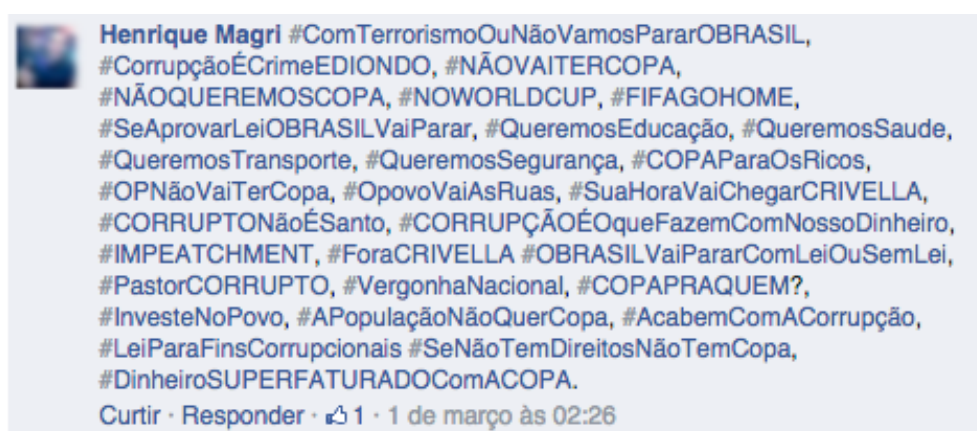 Henrique Magri #ComTerrorismoOuNãoVamosPararOBRASIL,
#CorrupçãoÉCrimeEDIONDO, #NÃOVAITERCOPA,
#NÃOQUEREMOSCOPA, #NOWORLDCUP, #FIFAGOHOME,
#SeAprovarLeiOBRASILVaiParar, #QueremosEducação, #QueremosSaude,
#QueremosTransporte, #QueremosSegurança, #COPAParaOsRicos,
#OPNãoVaiTerCopa, #OpovoVaiAsRuas, #SuaHoraVaiChegarCRIVELLA,
#CORRUPTONãoÉSanto, #CORRUPÇÃOÉOqueFazemComNossoDinheiro,
#IMPEATCHMENT, #ForaCRIVELLA #OBRASILVaiPararComLeiOuSemLei,
#PastorCORRUPTO, #VergonhaNacional, #COPAPRAQUEM?,
#InvesteNoPovo, #APopulaçãoNãoQuerCopa, #AcabemComACorrupção,
#LeiParaFinsCorrupcionais #SeNãoTemDireitosNãoTemCopa,
#DinheiroSUPERFATURADOComACOPA.
Curtir · Responder · 1 · 1 de março às 02:26